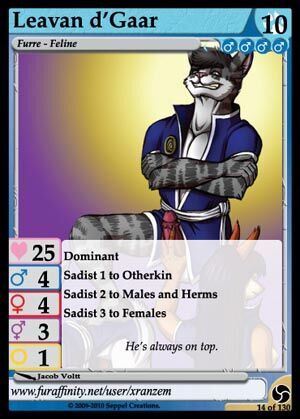 Leavan d'Gaar 10
Furre - Feline
25
4
4
3
1
Dominant
Sadist 1 to Otherkin
Sadist 2 to Males and Herms
Sadist 3 to Females
He's always on top.
Jacob Voltt
www.furaffinity.net/user/xranzem
© 2009-2010 Seppel Creations.
14 of 130